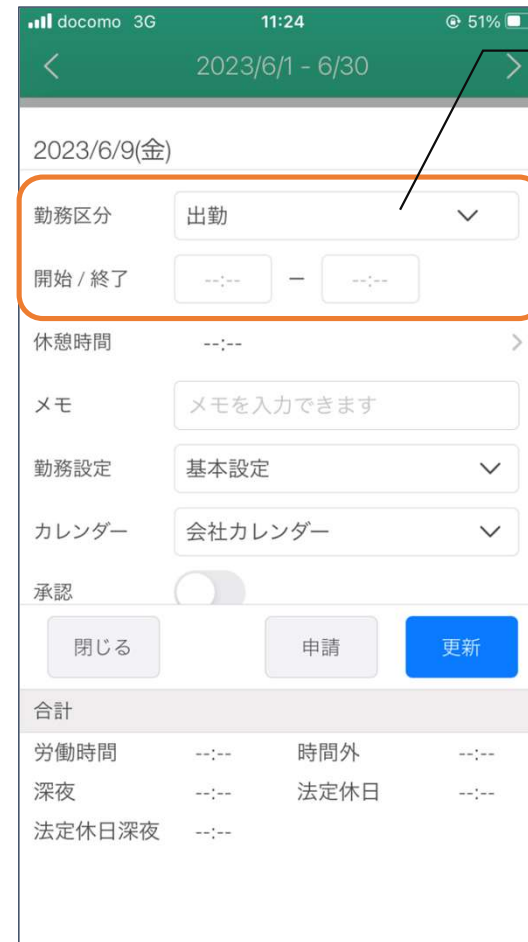 docomo 3G 11:24 51%
2023/6/1 - 6/30
2023/6/9(金)
勤務区分 出勤
開始 / 終了 --:-- – --:--
休憩時間 --:--
メモ メモを入力できます
勤務設定 基本設定
カレンダー 会社カレンダー
承認
閉じる 申請 更新
合計
労働時間 --:-- 時間外 --:--
深夜 --:-- 法定休日 --:--
法定休日深夜 --:--